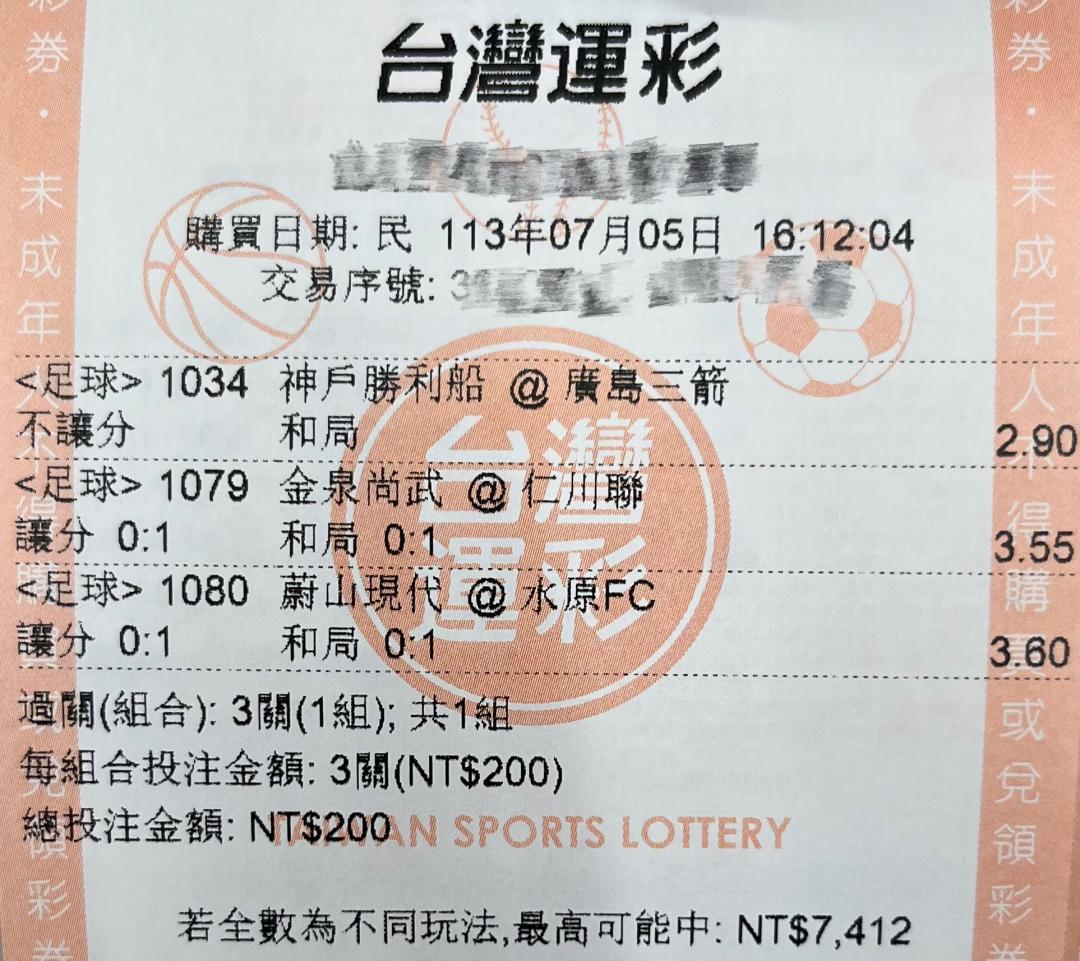 台灣運彩
購買日期: 民 113年07月05日 16:12:04
交易序號: 3
<足球> 1034 神戶勝利船 @ 廣島三箭
不讓分 和局 2.90
<足球> 1079 金泉尚武 @ 仁川聯
讓分 0:1 和局 0:1 3.55
<足球> 1080 蔚山現代 @ 水原FC
讓分 0:1 和局 0:1 3.60
過關(組合): 3關(1組); 共1組
每組合投注金額: 3關(NT$200)
總投注金額: NT$200
TAIWAN SPORTS LOTTERY
若全數為不同玩法,最高可能中: NT$7,412
台灣
運彩
彩券・未成年人不得購買或兌領彩券
彩券・未成年人不得購買或兌領彩券